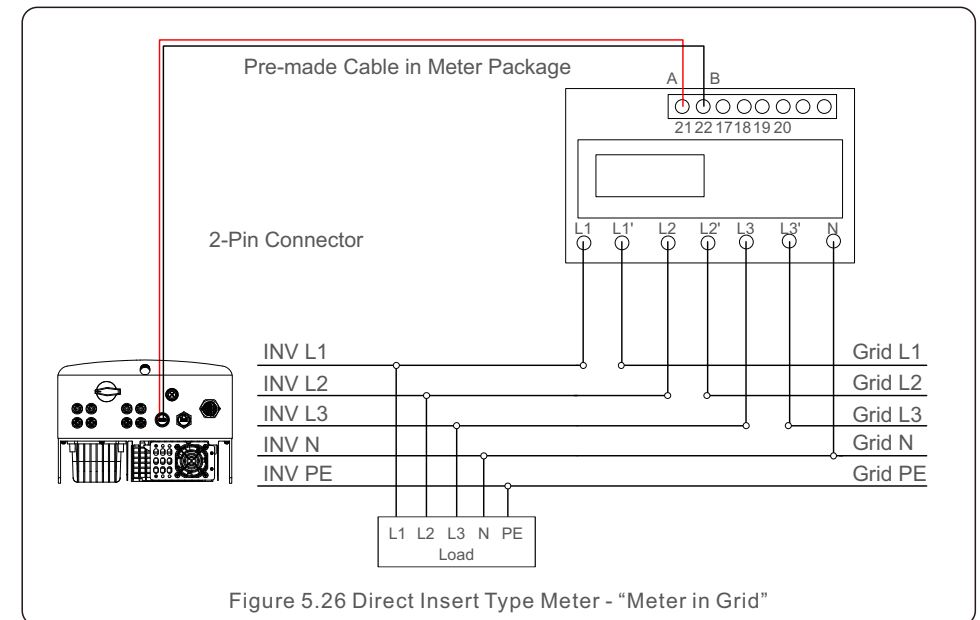 Pre-made Cable in Meter Package
A B
21 22 17 18 19 20
2-Pin Connector
L1 L1' L2 L2' L3 L3' N
INV L1 Grid L1
INV L2 Grid L2
INV L3 Grid L3
INV N Grid N
INV PE Grid PE
L1 L2 L3 N PE
Load
Figure 5.26 Direct Insert Type Meter - “Meter in Grid”